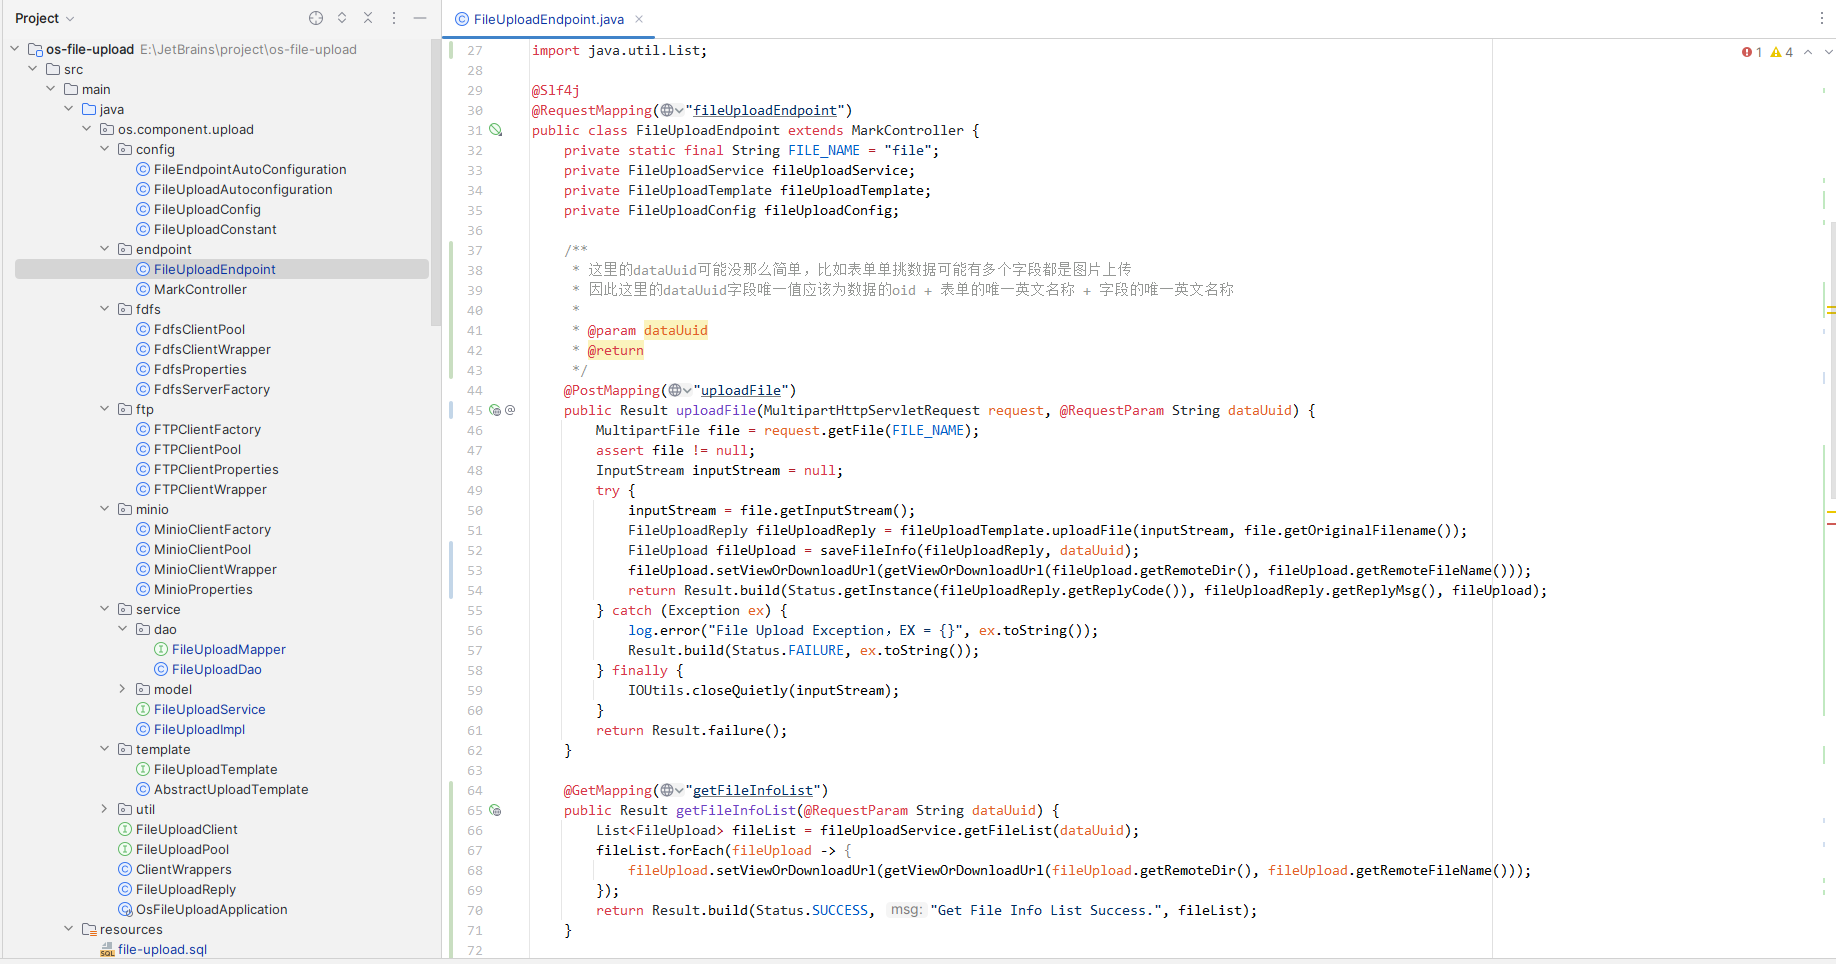 Project
os-file-upload E:\JetBrains\project\os-file-upload
src
main
java
os.component.upload
config
FileEndpointAutoConfiguration
FileUploadAutoconfiguration
FileUploadConfig
FileUploadConstant
endpoint
FileUploadEndpoint
MarkController
fdfs
FdfsClientPool
FdfsClientWrapper
FdfsProperties
FdfsServerFactory
ftp
FTPClientFactory
FTPClientPool
FTPClientProperties
FTPClientWrapper
minio
MinioClientFactory
MinioClientPool
MinioClientWrapper
MinioProperties
service
dao
FileUploadMapper
FileUploadDao
model
FileUploadService
FileUploadImpl
template
FileUploadTemplate
AbstractUploadTemplate
util
FileUploadClient
FileUploadPool
ClientWrappers
FileUploadReply
OsFileUploadApplication
resources
file-upload.sql
FileUploadEndpoint.java
1 4
27 import java.util.List;
28
29 @Slf4j
30 @RequestMapping("fileUploadEndpoint")
31 public class FileUploadEndpoint extends MarkController {
32 private static final String FILE_NAME = "file";
33 private FileUploadService fileUploadService;
34 private FileUploadTemplate fileUploadTemplate;
35 private FileUploadConfig fileUploadConfig;
36
37 /**
38 * 这里的dataUuid可能没那么简单，比如表单单挑数据可能有多个字段都是图片上传
39 * 因此这里的dataUuid字段唯一值应该为数据的oid + 表单的唯一英文名称 + 字段的唯一英文名称
40 *
41 * @param dataUuid
42 * @return
43 */
44 @PostMapping("uploadFile")
45 public Result uploadFile(MultipartHttpServletRequest request, @RequestParam String dataUuid) {
46 MultipartFile file = request.getFile(FILE_NAME);
47 assert file != null;
48 InputStream inputStream = null;
49 try {
50 inputStream = file.getInputStream();
51 FileUploadReply fileUploadReply = fileUploadTemplate.uploadFile(inputStream, file.getOriginalFilename());
52 FileUpload fileUpload = saveFileInfo(fileUploadReply, dataUuid);
53 fileUpload.setViewOrDownloadUrl(getViewOrDownloadUrl(fileUpload.getRemoteDir(), fileUpload.getRemoteFileName()));
54 return Result.build(Status.getInstance(fileUploadReply.getReplyCode()), fileUploadReply.getReplyMsg(), fileUpload);
55 } catch (Exception ex) {
56 log.error("File Upload Exception，EX = {}", ex.toString());
57 Result.build(Status.FAILURE, ex.toString());
58 } finally {
59 IOUtils.closeQuietly(inputStream);
60 }
61 return Result.failure();
62 }
63
64 @GetMapping("getFileInfoList")
65 public Result getFileInfoList(@RequestParam String dataUuid) {
66 List<FileUpload> fileList = fileUploadService.getFileList(dataUuid);
67 fileList.forEach(fileUpload -> {
68 fileUpload.setViewOrDownloadUrl(getViewOrDownloadUrl(fileUpload.getRemoteDir(), fileUpload.getRemoteFileName()));
69 });
70 return Result.build(Status.SUCCESS, msg: "Get File Info List Success.", fileList);
71 }
72